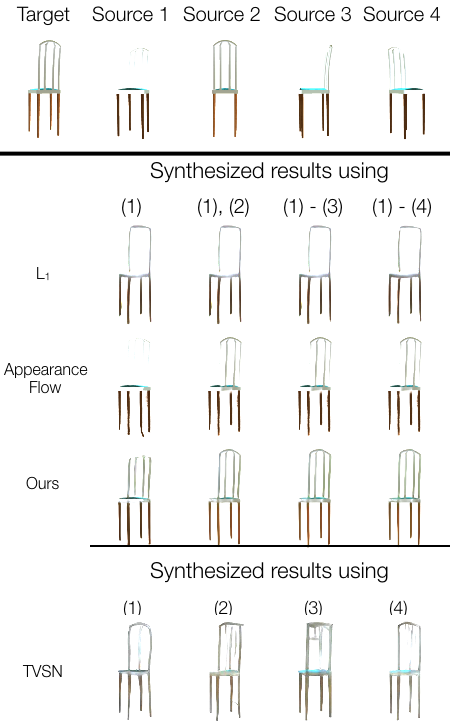 Target Source 1 Source 2 Source 3 Source 4
Synthesized results using
(1) (1), (2) (1) - (3) (1) - (4)
L₁
Appearance
Flow
Ours
Synthesized results using
(1) (2) (3) (4)
TVSN